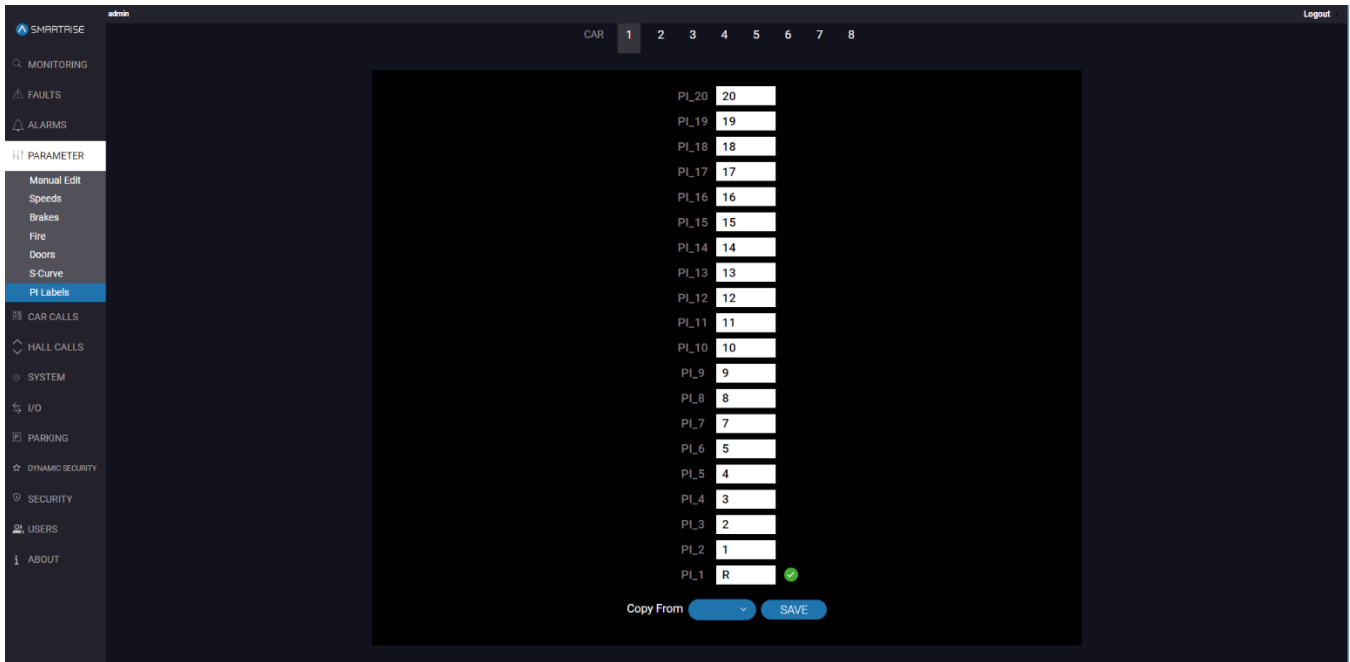 admin
Logout
SMARTRISE
CAR 1 2 3 4 5 6 7 8
MONITORING
FAULTS
ALARMS
PARAMETER
Manual Edit
Speeds
Brakes
Fire
Doors
S-Curve
PI Labels
CAR CALLS
HALL CALLS
SYSTEM
I/O
PARKING
DYNAMIC SECURITY
SECURITY
USERS
ABOUT
PI_20 20
PI_19 19
PI_18 18
PI_17 17
PI_16 16
PI_15 15
PI_14 14
PI_13 13
PI_12 12
PI_11 11
PI_10 10
PI_9 9
PI_8 8
PI_7 7
PI_6 5
PI_5 4
PI_4 3
PI_3 2
PI_2 1
PI_1 R
Copy From SAVE